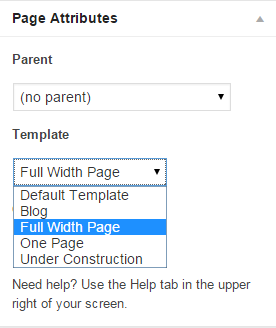 Page Attributes
Parent
(no parent)
Template
Full Width Page
Default Template
Blog
Full Width Page
One Page
Under Construction
Need help? Use the Help tab in the upper
right of your screen.